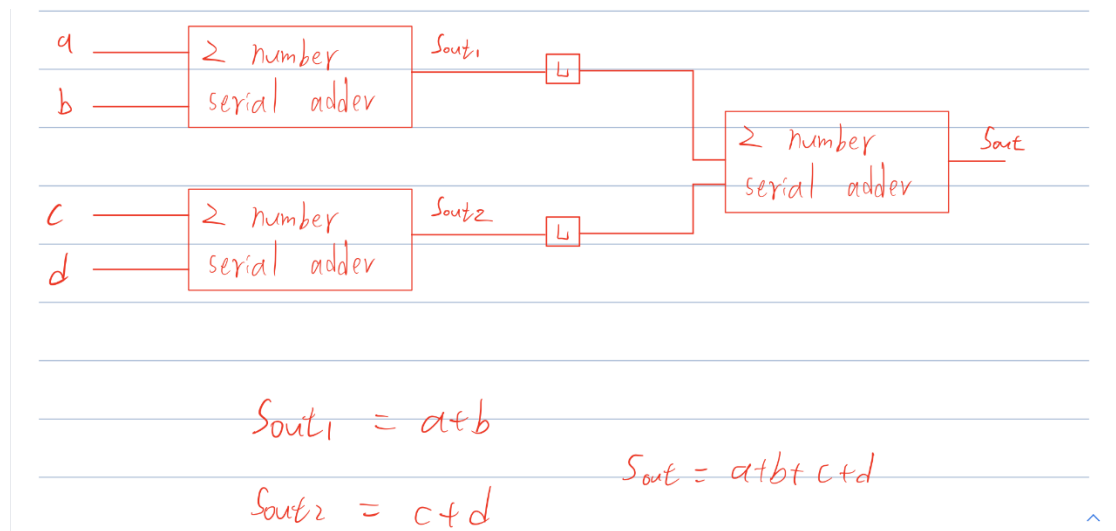 a
2 number
serial adder
b
Sout1
L
c
2 number
serial adder
d
Sout2
L
2 number
serial adder
Sout
Sout1 = a+b
Sout2 = c+d
Sout = a+b+c+d